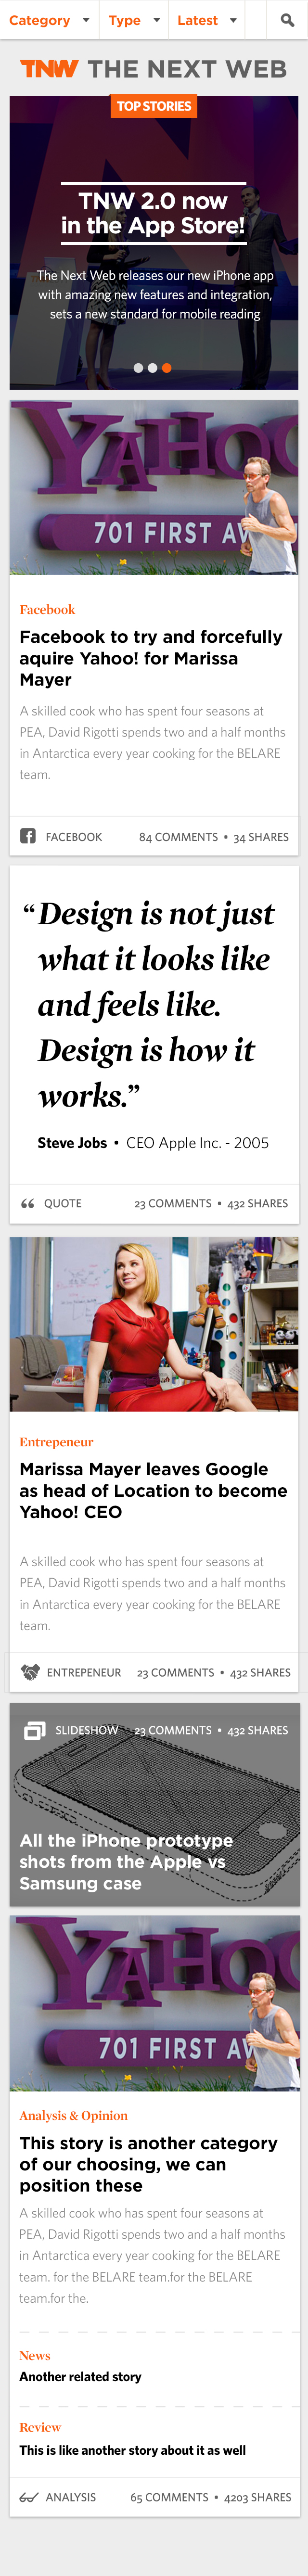 Category Type Latest
TNW THE NEXT WEB
TOP STORIES
TNW 2.0 now
in the App Store!
The Next Web releases our new iPhone app
with amazing new features and integration,
sets a new standard for mobile reading
YAHO
701 FIRST AV
Facebook
Facebook to try and forcefully
aquire Yahoo! for Marissa
Mayer
A skilled cook who has spent four seasons at
PEA, David Rigotti spends two and a half months
in Antarctica every year cooking for the BELARE
team.
FACEBOOK 84 COMMENTS • 34 SHARES
“Design is not just
what it looks like
and feels like.
Design is how it
works.”
Steve Jobs • CEO Apple Inc. - 2005
QUOTE 23 COMMENTS • 432 SHARES
Entrepeneur
Marissa Mayer leaves Google
as head of Location to become
Yahoo! CEO
A skilled cook who has spent four seasons at
PEA, David Rigotti spends two and a half months
in Antarctica every year cooking for the BELARE
team.
ENTREPENEUR 23 COMMENTS • 432 SHARES
SLIDESHOW 23 COMMENTS • 432 SHARES
All the iPhone prototype
shots from the Apple vs
Samsung case
YAHO
701 FIRST AV
Analysis & Opinion
This story is another category
of our choosing, we can
position these
A skilled cook who has spent four seasons at
PEA, David Rigotti spends two and a half months
in Antarctica every year cooking for the BELARE
team. for the BELARE team.for the BELARE
team.for the.
News
Another related story
Review
This is like another story about it as well
ANALYSIS 65 COMMENTS • 4203 SHARES